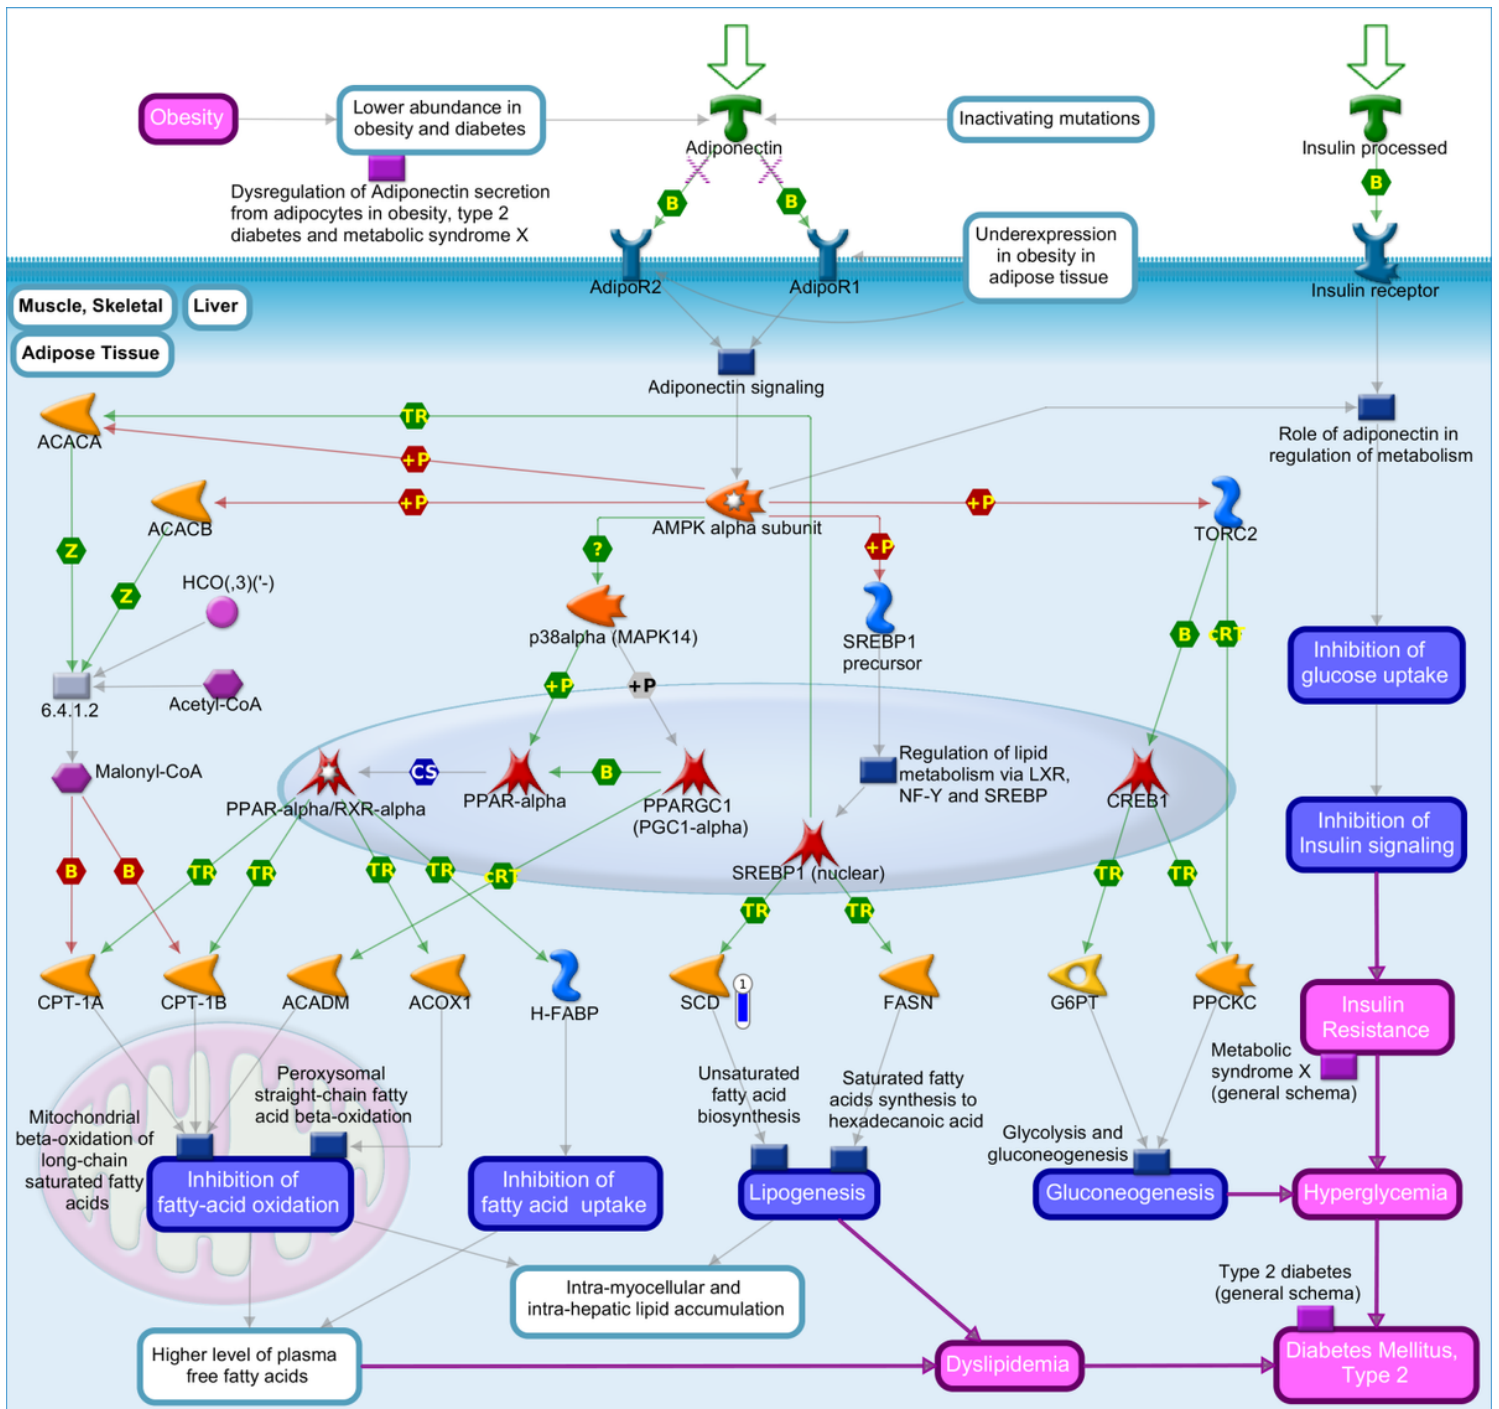 Obesity
Lower abundance in
obesity and diabetes
Adiponectin
Inactivating mutations
Insulin processed
Dysregulation of Adiponectin secretion
from adipocytes in obesity, type 2
diabetes and metabolic syndrome X
B
B
B
Underexpression
in obesity in
adipose tissue
AdipoR2
AdipoR1
Insulin receptor
Muscle, Skeletal
Liver
Adipose Tissue
Adiponectin signaling
ACACA
TR
+P
Role of adiponectin in
regulation of metabolism
ACACB
+P
AMPK alpha subunit
+P
TORC2
Z
?
+P
Z
HCO(,3)('-)
p38alpha (MAPK14)
SREBP1
precursor
B
cRT
Inhibition of
glucose uptake
6.4.1.2
Acetyl-CoA
+P
+P
Malonyl-CoA
PPAR-alpha/RXR-alpha
CS
PPAR-alpha
B
PPARGC1
(PGC1-alpha)
Regulation of lipid
metabolism via LXR,
NF-Y and SREBP
CREB1
Inhibition of
Insulin signaling
B
B
TR
TR
TR
TR
cRT
SREBP1 (nuclear)
TR
TR
TR
TR
CPT-1A
CPT-1B
ACADM
ACOX1
H-FABP
SCD
1
FASN
G6PT
PPCKC
Insulin
Resistance
Metabolic
syndrome X
(general schema)
Mitochondrial
beta-oxidation of
long-chain
saturated fatty
acids
Peroxysomal
straight-chain fatty
acid beta-oxidation
Unsaturated
fatty acid
biosynthesis
Saturated fatty
acids synthesis to
hexadecanoic acid
Glycolysis and
gluconeogenesis
Inhibition of
fatty-acid oxidation
Inhibition of
fatty acid uptake
Lipogenesis
Gluconeogenesis
Hyperglycemia
Intra-myocellular and
intra-hepatic lipid accumulation
Type 2 diabetes
(general schema)
Higher level of plasma
free fatty acids
Dyslipidemia
Diabetes Mellitus,
Type 2